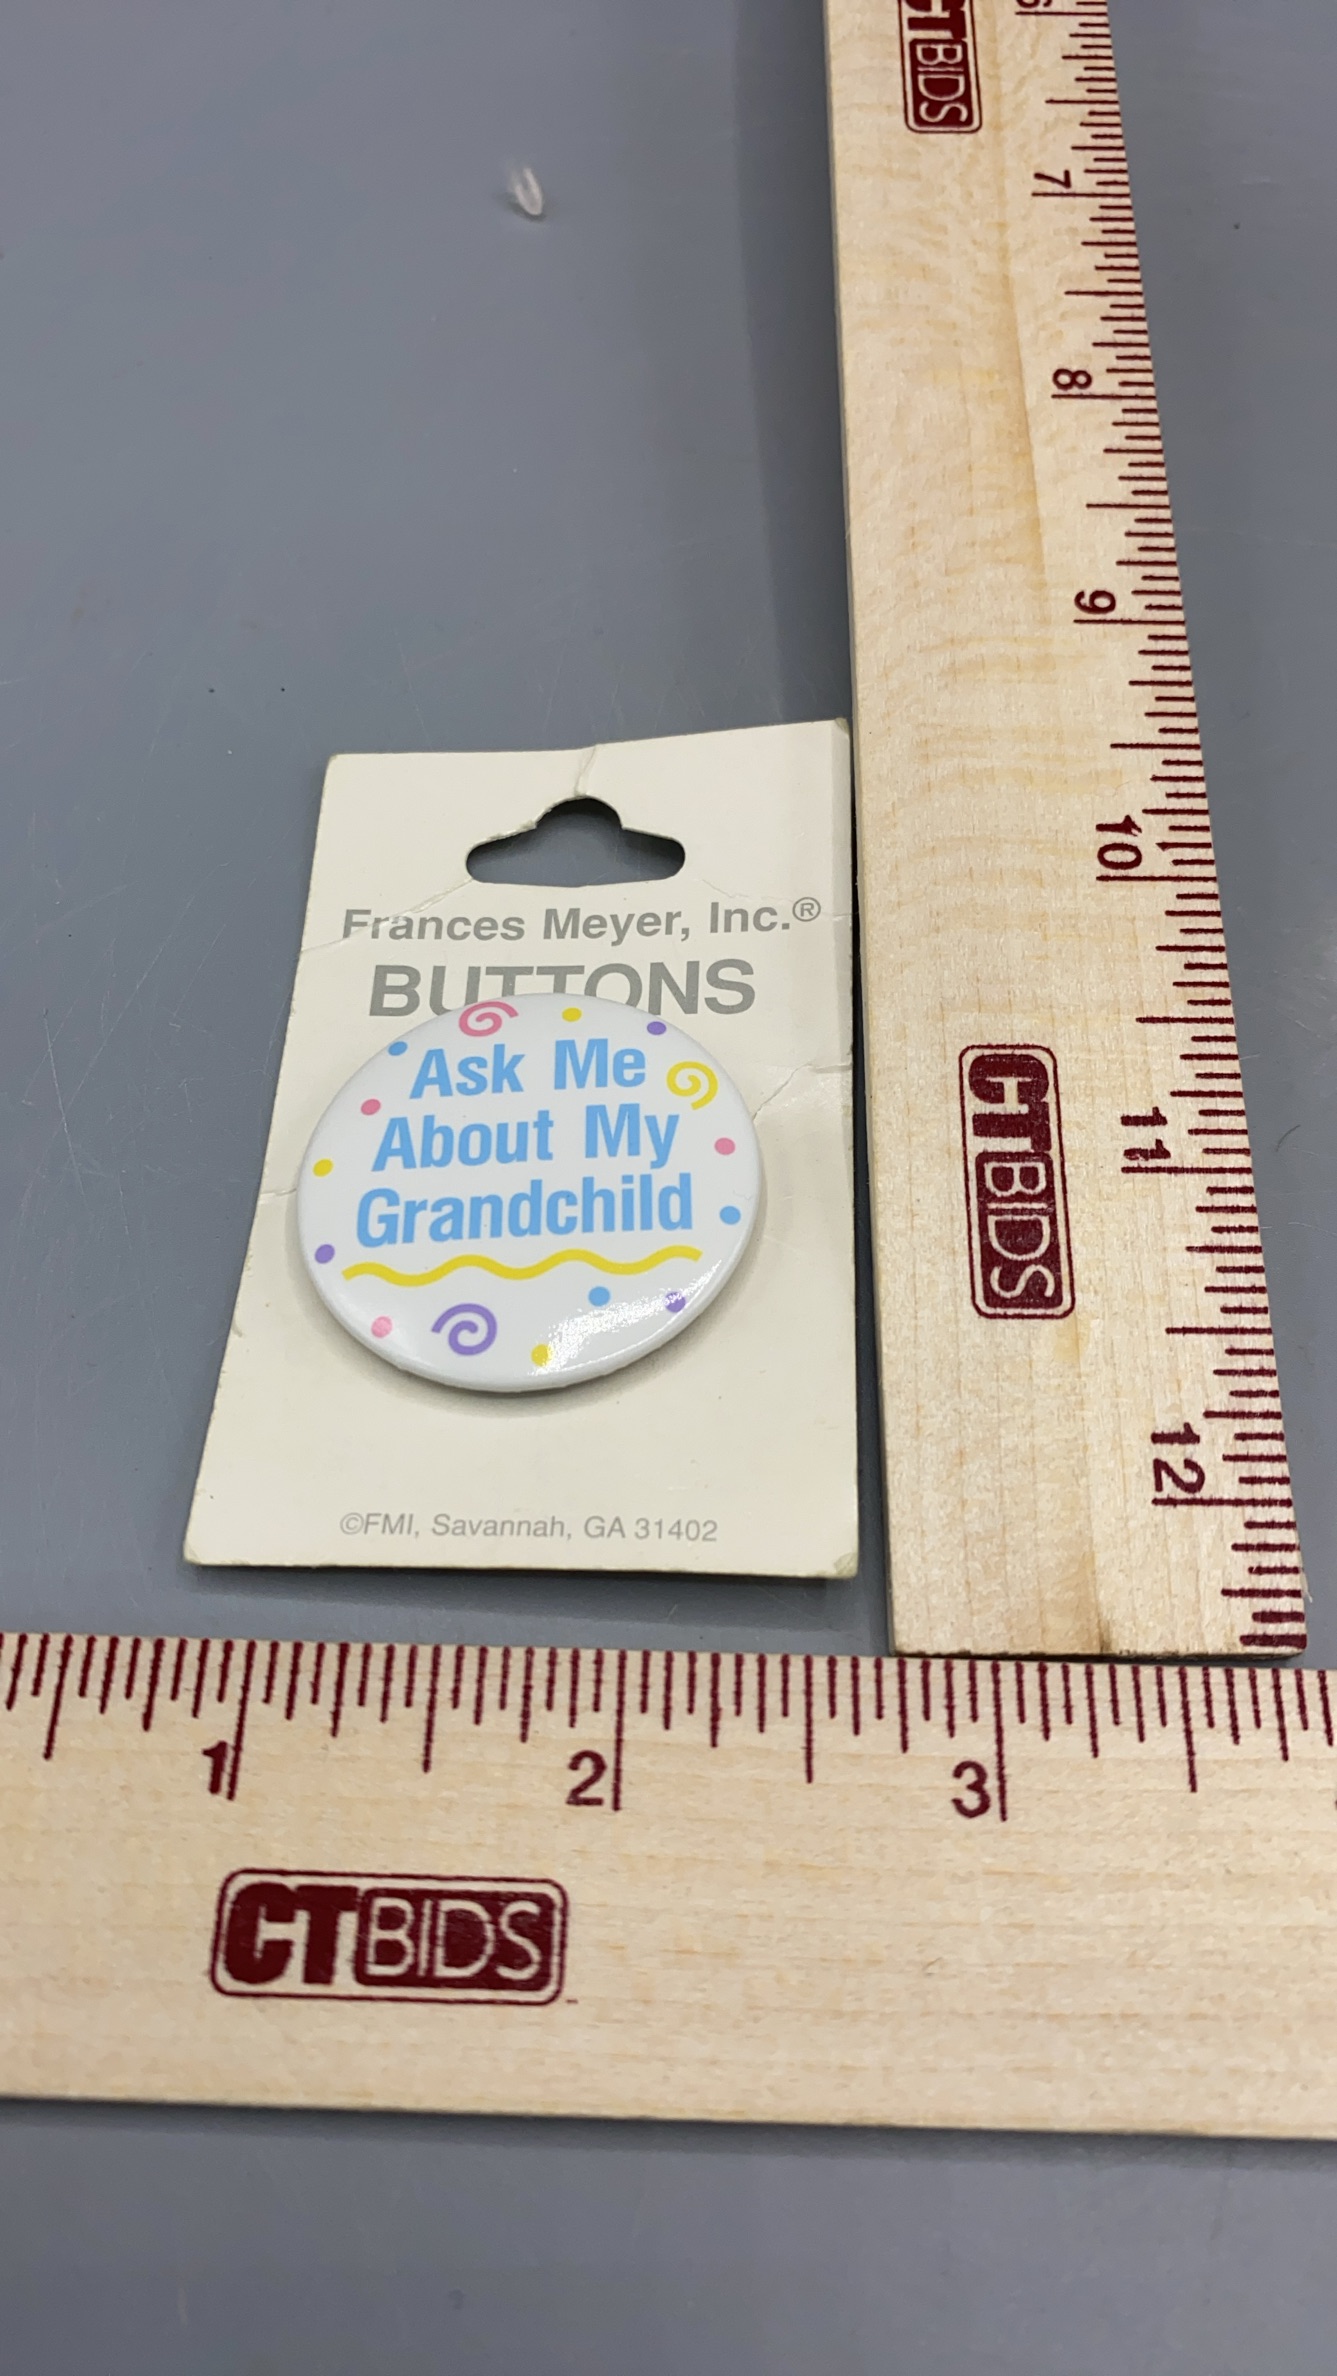 CTBIDS
6
7
8
9
10
11
12
Frances Meyer, Inc.®
BUTTONS
Ask Me
About My
Grandchild
©FMI, Savannah, GA 31402
CTBIDS
1 2 3
CTBIDS